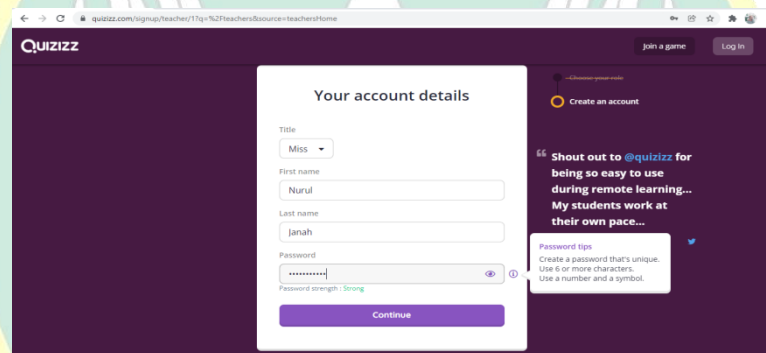 quizizz.com/signup/teacher/1?q=%2Fteachers&source=teachersHome
QUIZIZZ
Join a game
Log In
Your account details
Title
Miss
First name
Nurul
Last name
Janah
Password
•••••••••••
Password strength : Strong
Continue
Choose your role
Create an account
“ Shout out to @quizizz for
being so easy to use
during remote learning...
My students work at
their own pace...
Password tips
Create a password that's unique.
Use 6 or more characters.
Use a number and a symbol.